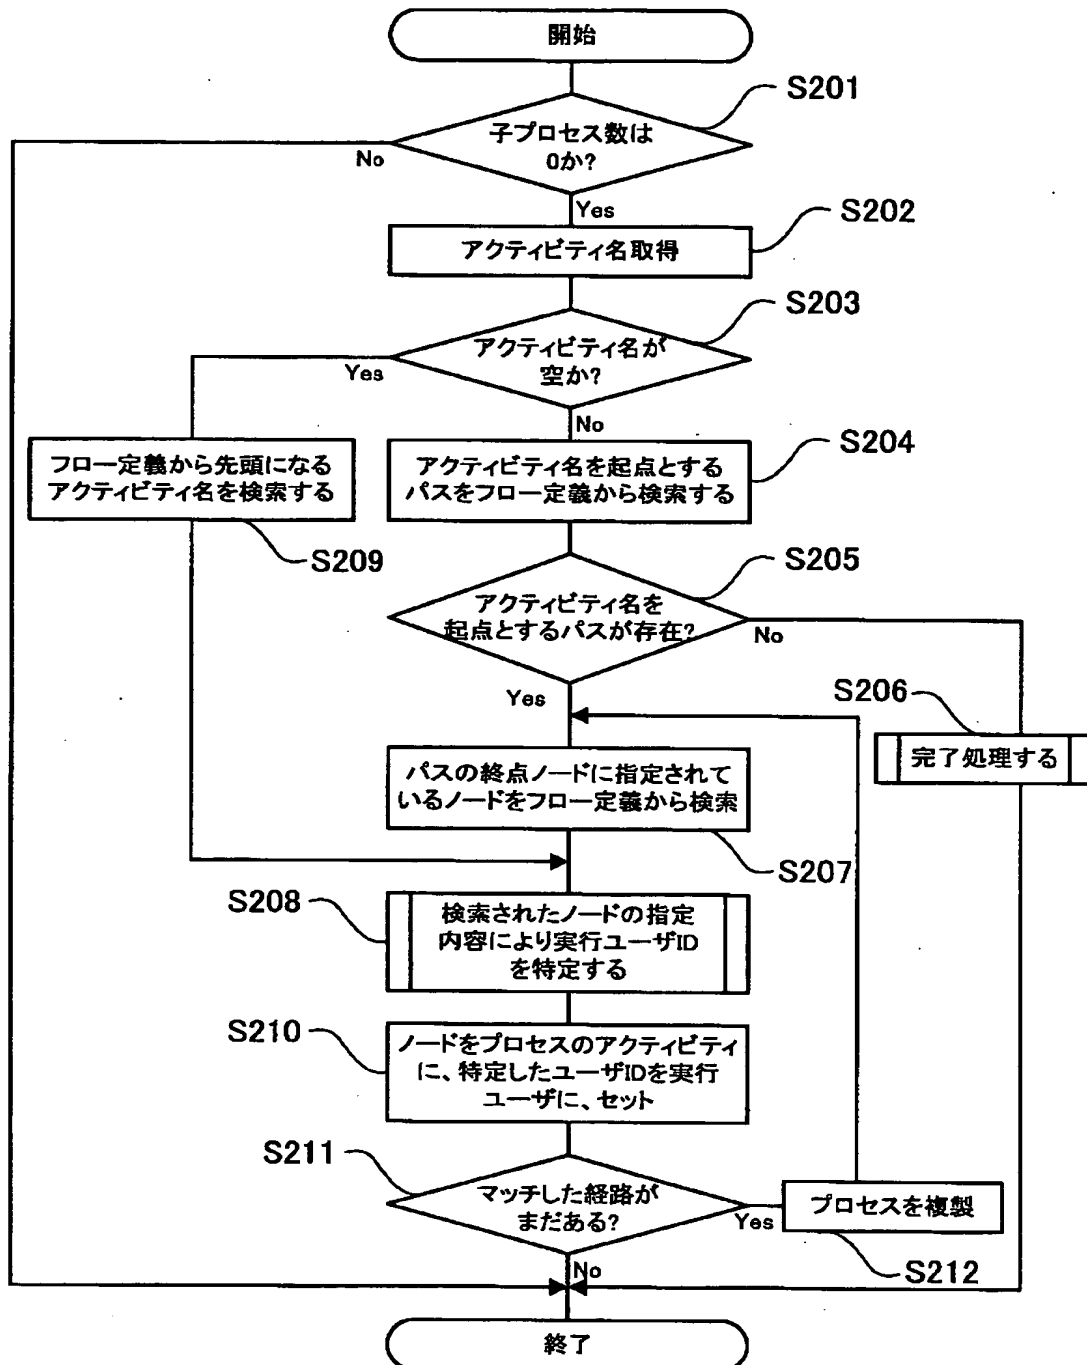 開始
S201
子プロセス数は
0か?
No
Yes
S202
アクティビティ名取得
S203
アクティビティ名が
空か?
Yes
No
S204
フロー定義から先頭になる
アクティビティ名を検索する
アクティビティ名を起点とする
パスをフロー定義から検索する
S209
S205
アクティビティ名を
起点とするパスが存在?
No
Yes
S206
完了処理する
パスの終点ノードに指定されて
いるノードをフロー定義から検索
S207
S208
検索されたノードの指定
内容により実行ユーザID
を特定する
S210
ノードをプロセスのアクティビティ
に、特定したユーザIDを実行
ユーザに、セット
S211
マッチした経路が
まだある?
Yes
プロセスを複製
S212
No
終了